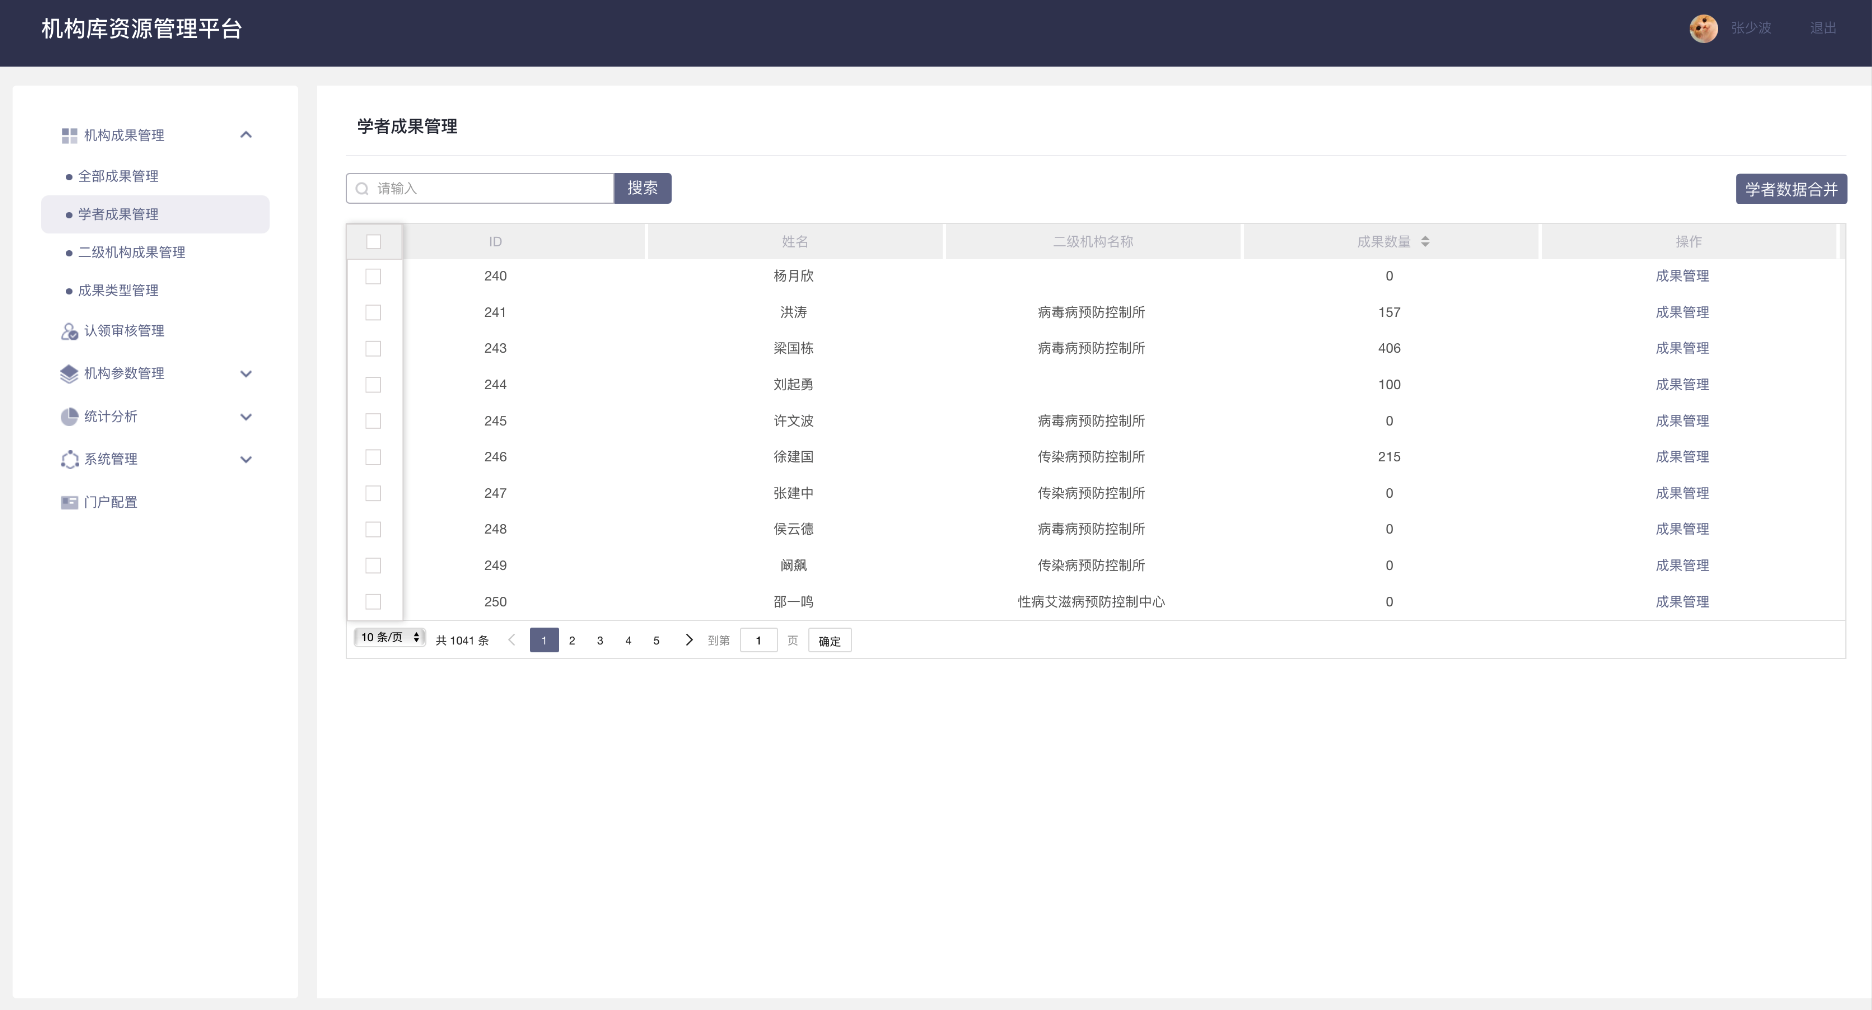 机构库资源管理平台
张少波 退出
机构成果管理
全部成果管理
学者成果管理
二级机构成果管理
成果类型管理
认领审核管理
机构参数管理
统计分析
系统管理
门户配置
学者成果管理
请输入 搜索 学者数据合并
ID 姓名 二级机构名称 成果数量 操作
240 杨月欣 0 成果管理
241 洪涛 病毒病预防控制所 157 成果管理
243 梁国栋 病毒病预防控制所 406 成果管理
244 刘起勇 100 成果管理
245 许文波 病毒病预防控制所 0 成果管理
246 徐建国 传染病预防控制所 215 成果管理
247 张建中 传染病预防控制所 0 成果管理
248 侯云德 病毒病预防控制所 0 成果管理
249 阚飙 传染病预防控制所 0 成果管理
250 邵一鸣 性病艾滋病预防控制中心 0 成果管理
10 条/页 共 1041 条 1 2 3 4 5 到第 1 页 确定